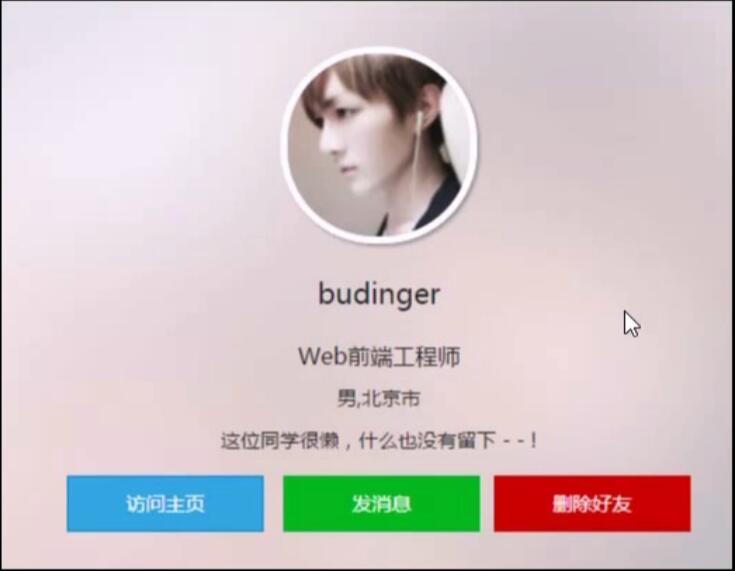 budinger
Web前端工程师
男,北京市
这位同学很懒，什么也没有留下 - - !
访问主页 发消息 删除好友